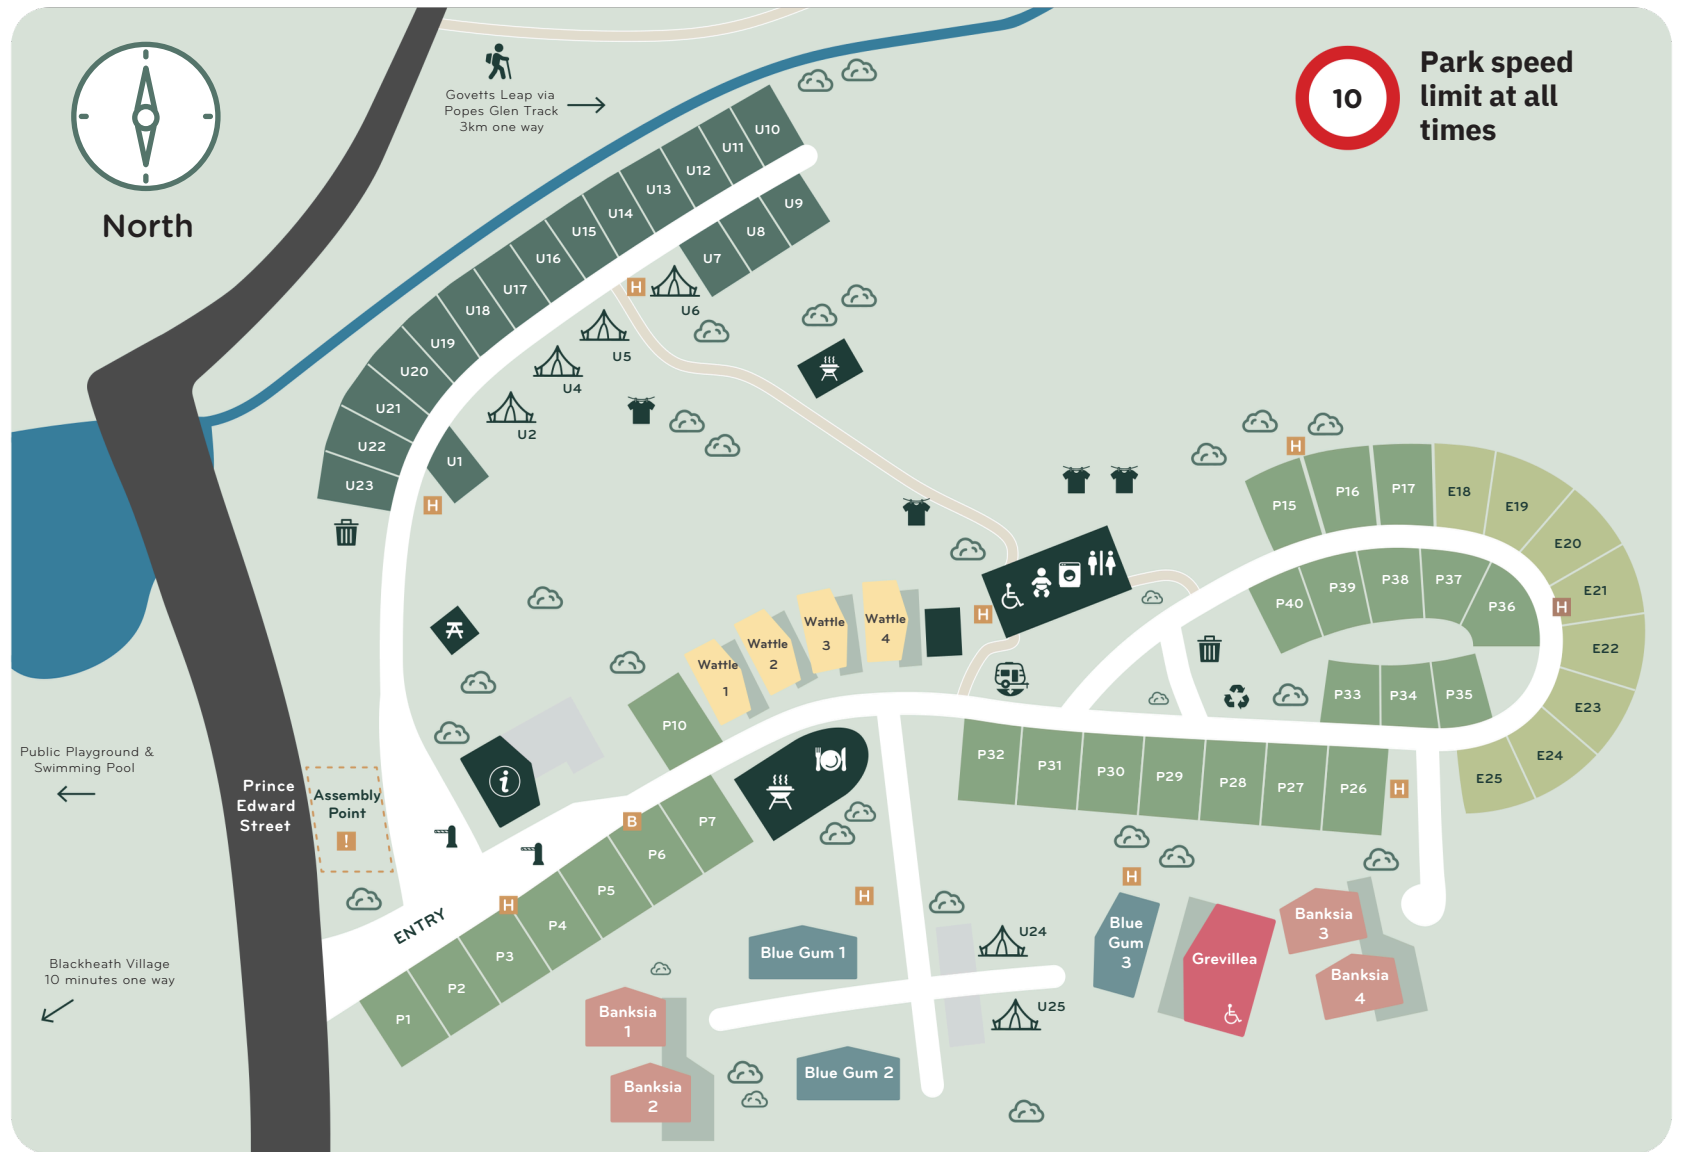 North
Govetts Leap via
Popes Glen Track
3km one way
10
Park speed
limit at all
times
U10
U11
U12
U13
U14
U15
U16
U17
U18
U19
U20
U21
U22
U23
U9
U8
U7
H
U6
U5
U4
U2
U1
H
H
P15
P16
P17
E18
E19
E20
E21
E22
E23
E24
E25
H
P40
P39
P38
P37
P36
P33
P34
P35
H
Wattle
1
Wattle
2
Wattle
3
Wattle
4
P10
i
P32
P31
P30
P29
P28
P27
P26
H
Public Playground &
Swimming Pool
Prince
Edward
Street
Assembly
Point
!
B
P7
P6
P5
P4
P3
P2
P1
H
ENTRY
H
H
Blackheath Village
10 minutes one way
Blue Gum 1
U24
U25
Blue
Gum
3
Grevillea
Banksia
3
Banksia
4
Banksia
1
Banksia
2
Blue Gum 2